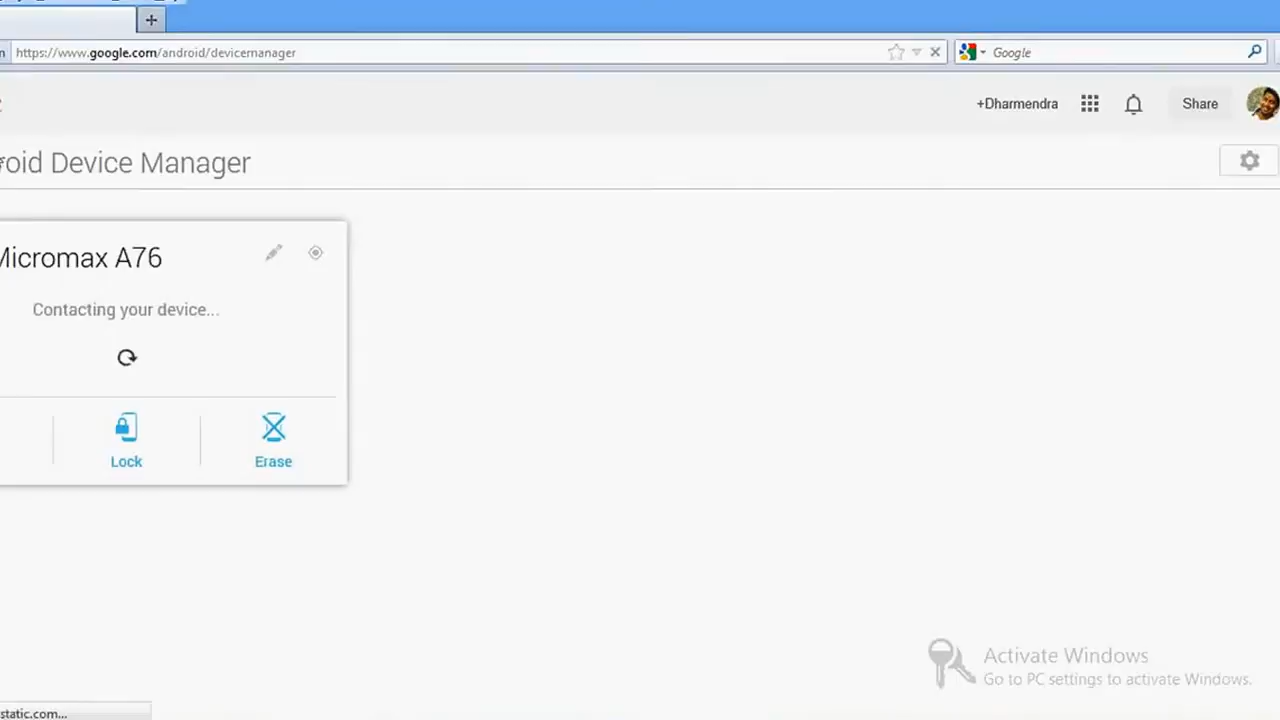 https://www.google.com/android/devicemanager
Google
+Dharmendra
Share
roid Device Manager
Micromax A76
Contacting your device...
Lock
Erase
Activate Windows
Go to PC settings to activate Windows.
static.com...